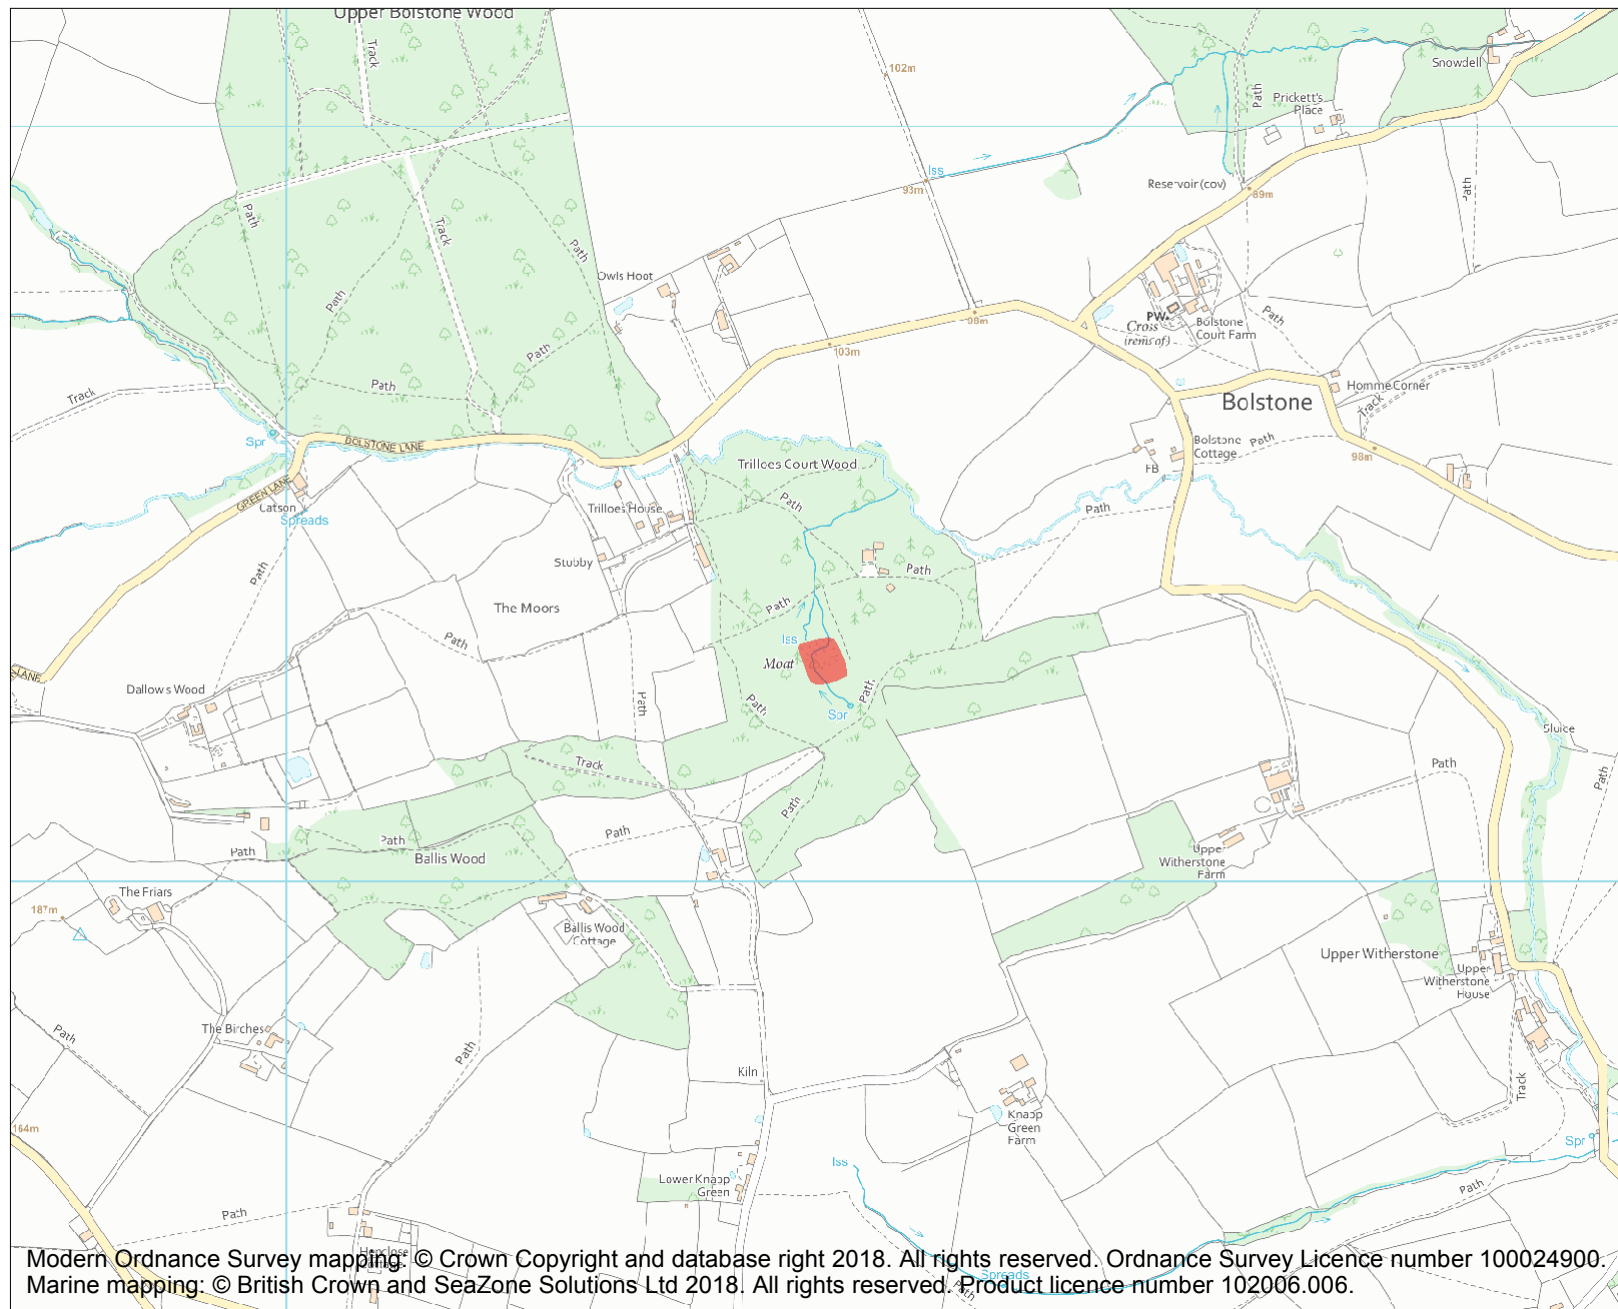 Upper Bolstone Wood
Track
102m
Snowdell
Path
Prickett's
Place
Iss
93m
Reservoir (cov)
89m
Path
Path
Track
Path
Owls Hoot
Path
Path
Path
98m
103m
PW
Cross
(rems of)
Bolstone
Court Farm
Path
Track
Homme Corner
Track
Bolstone
Spr
BOLSTONE LANE
Bolstone
Cottage
Path
FB
98m
Trilloes Court Wood
Path
GREEN LANE
Catson
Spreads
Trilloes House
Path
Stubby
Path
Path
The Moors
Path
Path
Iss
Moat
LANE
Dallows Wood
Path
Path
Path
Spr
Sluice
Track
Path
Path
Path
Path
Path
Path
Ballis Wood
Upper
Witherstone
Farm
The Friars
187m
Ballis Wood
Cottage
Upper Witherstone
Upper
Witherstone
House
The Birches
Path
Path
Kiln
Track
Knapp
Green
Farm
164m
Spr
Iss
Lower Knapp
Green
Path
Path
Henclose
Cottage
Spreads
Path
Modern Ordnance Survey mapping: © Crown Copyright and database right 2018. All rights reserved. Ordnance Survey Licence number 100024900.
Marine mapping: © British Crown and SeaZone Solutions Ltd 2018. All rights reserved. Product licence number 102006.006.